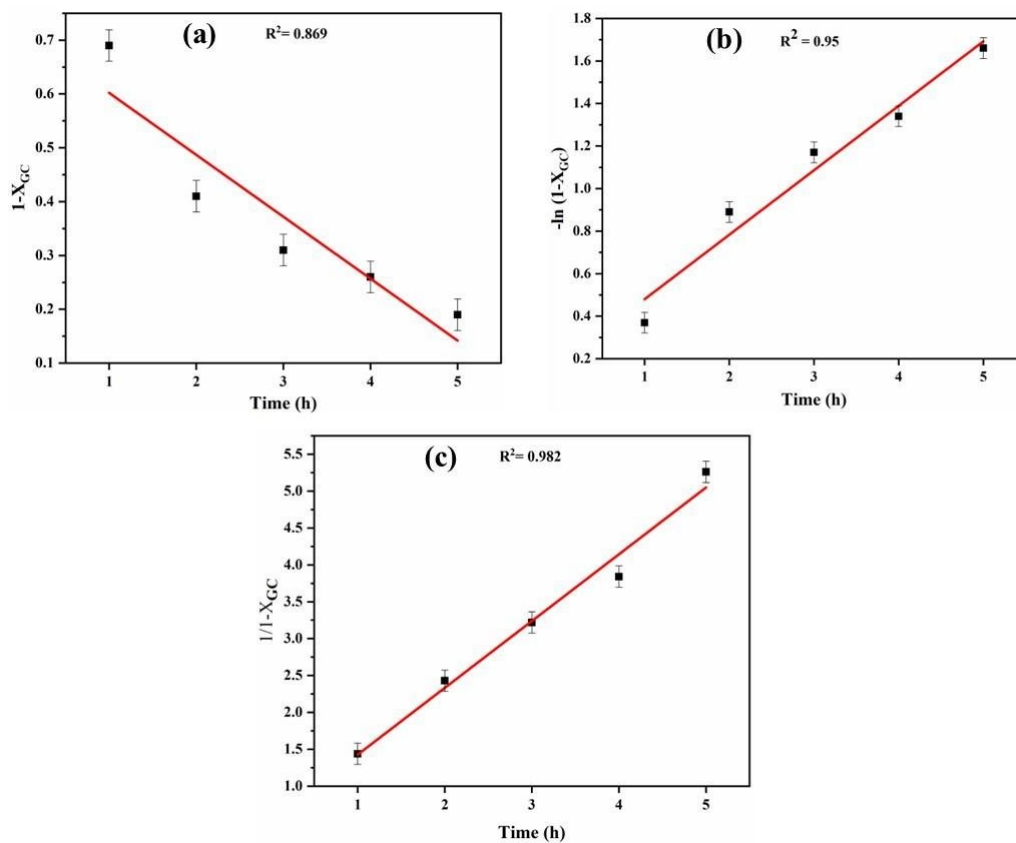 (a)
R²= 0.869
0.7
0.6
0.5
0.4
0.3
0.2
0.1
1-X_GC
1 2 3 4 5
Time (h)
(b)
R² = 0.95
1.8
1.6
1.4
1.2
1.0
0.8
0.6
0.4
0.2
-ln (1-X_GC)
1 2 3 4 5
Time (h)
(c)
R²= 0.982
5.5
5.0
4.5
4.0
3.5
3.0
2.5
2.0
1.5
1.0
1/1-X_GC
1 2 3 4 5
Time (h)